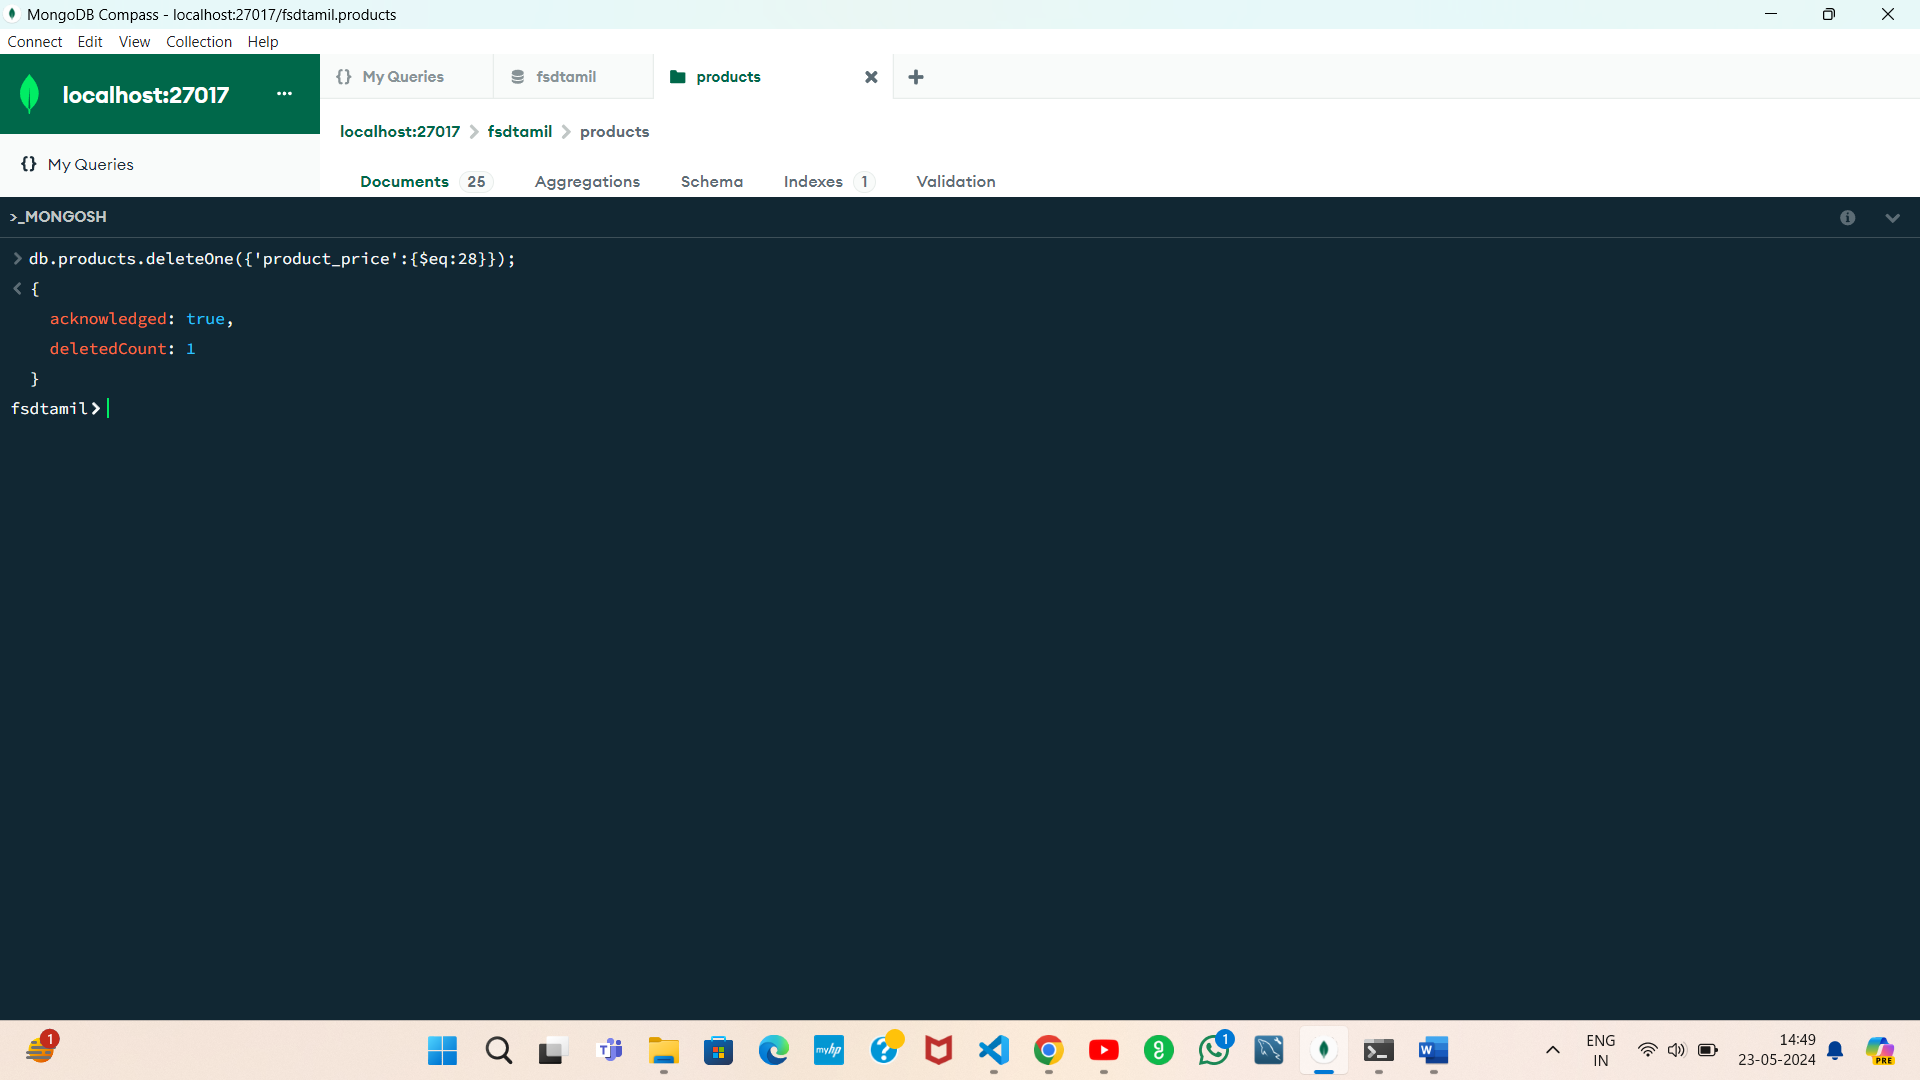 MongoDB Compass - localhost:27017/fsdtamil.products
Connect Edit View Collection Help
localhost:27017 ...
{} My Queries
{} My Queries
fsdtamil
products
localhost:27017 > fsdtamil > products
Documents 25 Aggregations Schema Indexes 1 Validation
>_MONGOSH
> db.products.deleteOne({'product_price':{$eq:28}});
< {
acknowledged: true,
deletedCount: 1
}
fsdtamil>
1
myhp
1
PRE
ENG
IN
14:49
23-05-2024